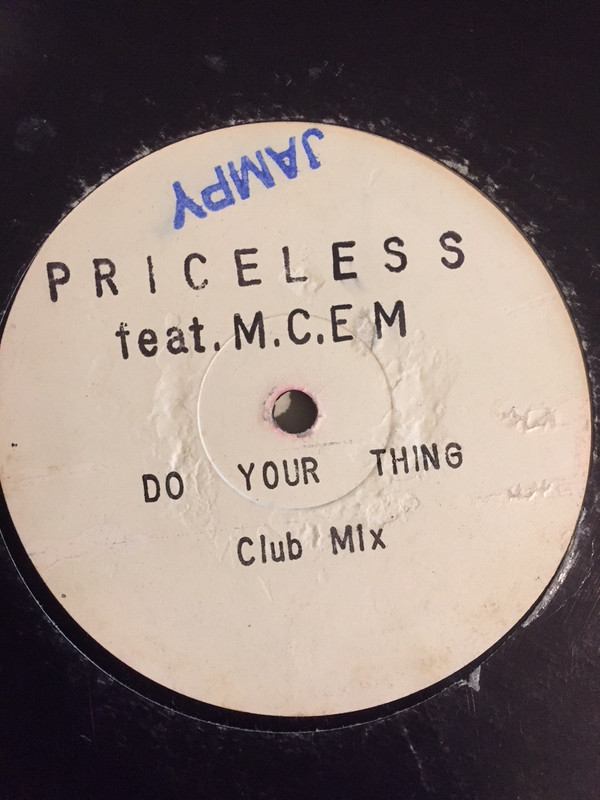 JAMPY
PRICELESS
feat. M.C.E M
DO YOUR THING
Club Mix